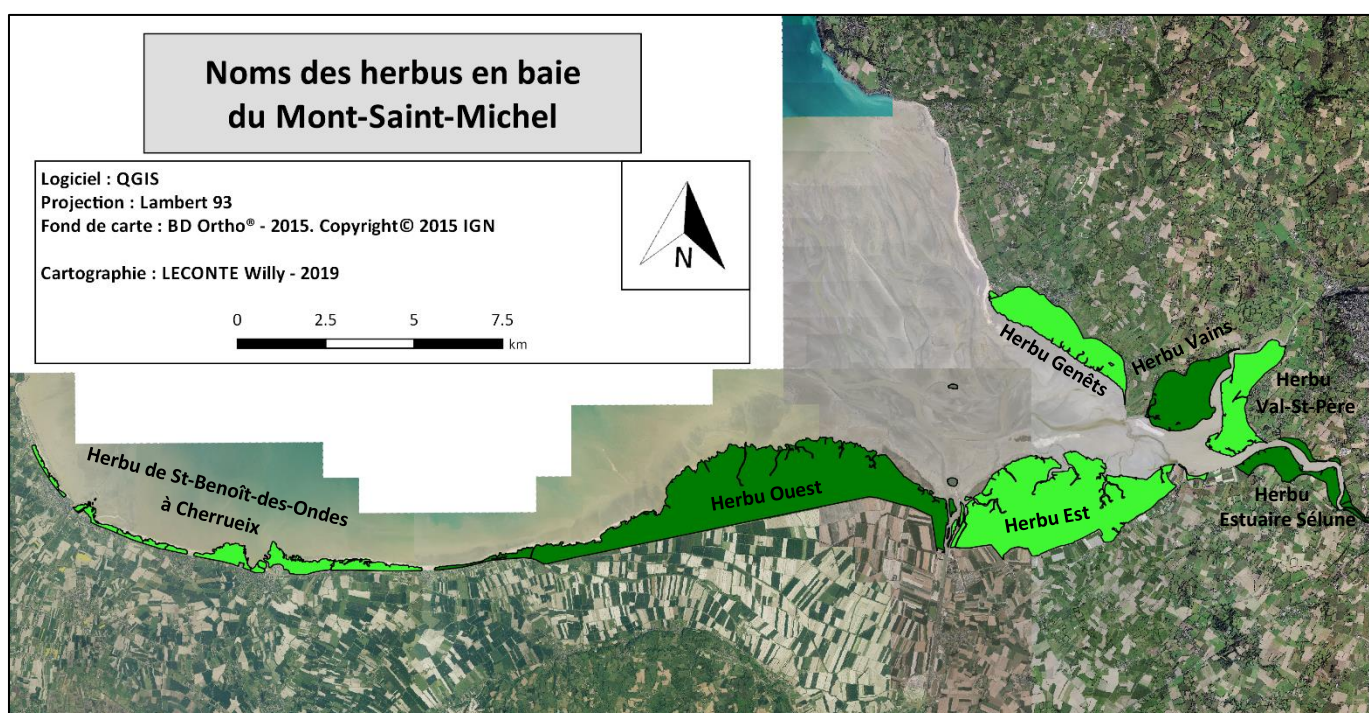 Noms des herbus en baie
du Mont-Saint-Michel
Logiciel : QGIS
Projection : Lambert 93
Fond de carte : BD Ortho® - 2015. Copyright© 2015 IGN
Cartographie : LECONTE Willy - 2019
N
0 2.5 5 7.5
km
Herbu Genêts
Herbu Vains
Herbu
Val-St-Père
Herbu de St-Benoît-des-Ondes
à Cherrueix
Herbu Ouest
Herbu Est
Herbu
Estuaire Sélune